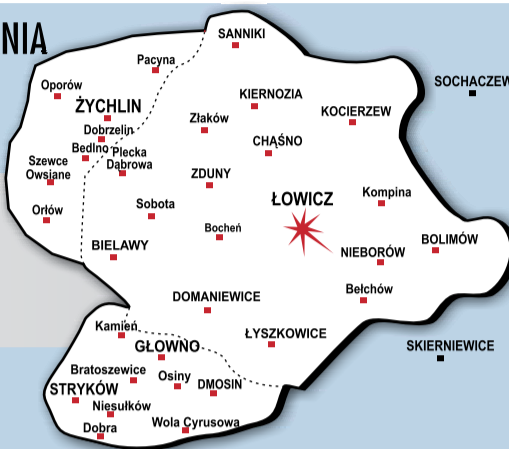 NIA
SANNIKI
Pacyna
SOCHACZEW
Oporów
ŻYCHLIN
KIERNOZIA
KOCIERZEW
Złaków
Dobrzelin
CHĄŚNO
Bedlno
Plecka
Dąbrowa
Szewce
Owsiane
ZDUNY
Kompina
ŁOWICZ
Sobota
Orłów
Bocheń
BOLIMÓW
BIELAWY
NIEBORÓW
Bełchów
DOMANIEWICE
Kamień
ŁYSZKOWICE
GŁOWNO
SKIERNIEWICE
Bratoszewice
Osiny
DMOSIN
STRYKÓW
Niesułków
Wola Cyrusowa
Dobra